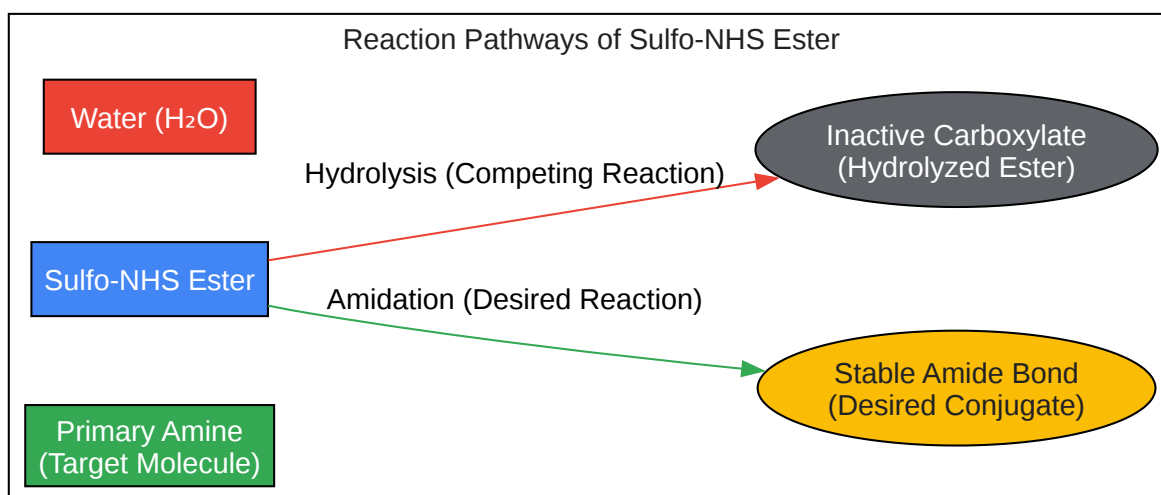 Reaction Pathways of Sulfo-NHS Ester
Water (H₂O)
Inactive Carboxylate
(Hydrolyzed Ester)
Hydrolysis (Competing Reaction)
Sulfo-NHS Ester
Amidation (Desired Reaction)
Stable Amide Bond
(Desired Conjugate)
Primary Amine
(Target Molecule)